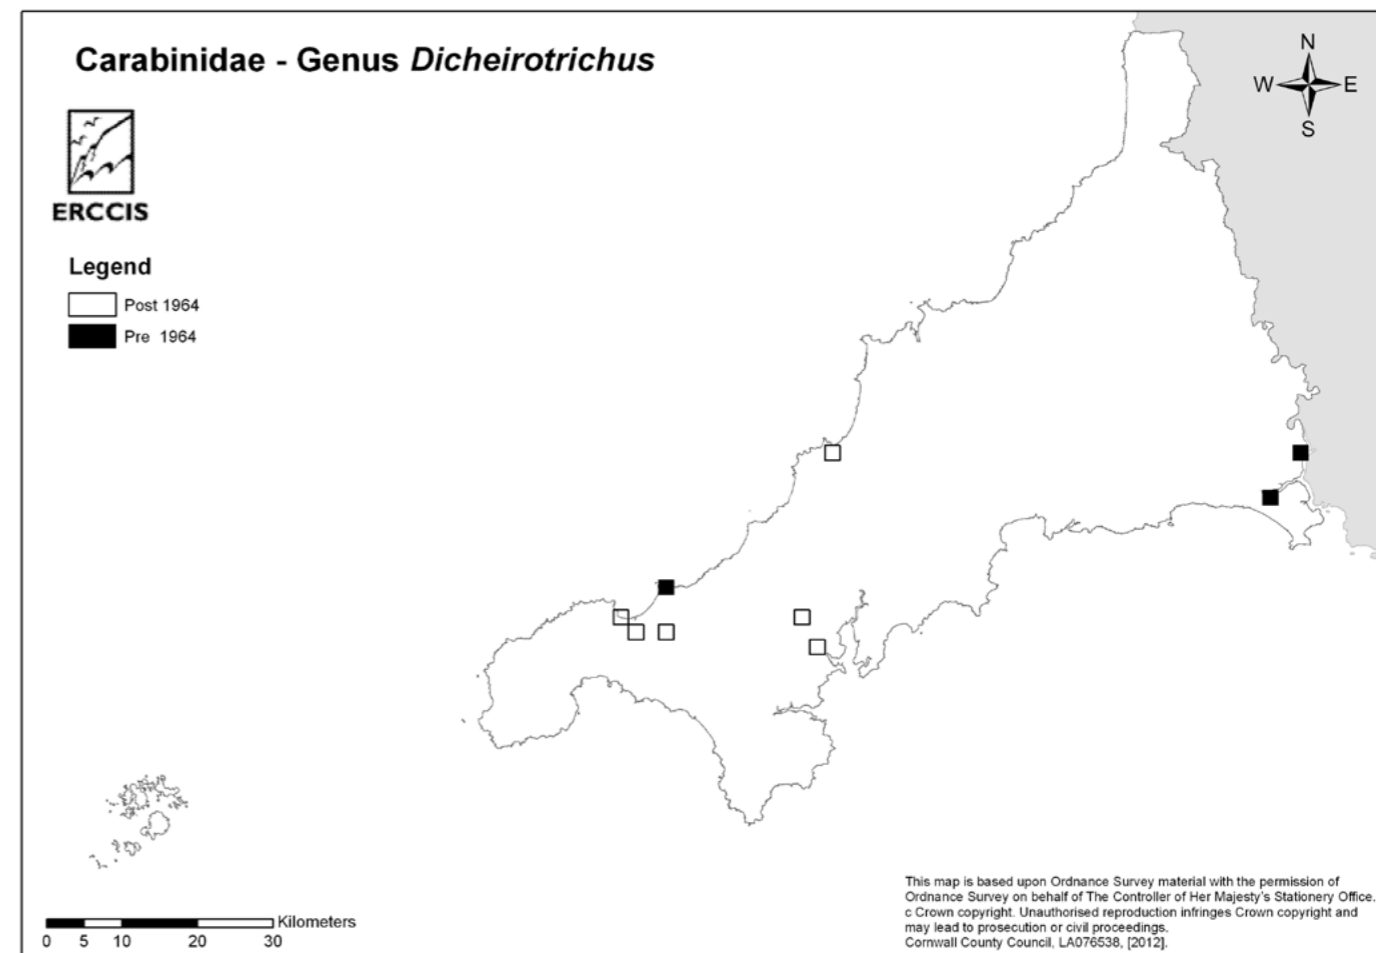 Carabinidae - Genus Dicheirotrichus
N
W E
S
ERCCIS
Legend
Post 1964
Pre 1964
Kilometers
0 5 10 20 30
This map is based upon Ordnance Survey material with the permission of
Ordnance Survey on behalf of The Controller of Her Majesty's Stationery Office.
c Crown copyright. Unauthorised reproduction infringes Crown copyright and
may lead to prosecution or civil proceedings.
Cornwall County Council, LA076538, [2012].